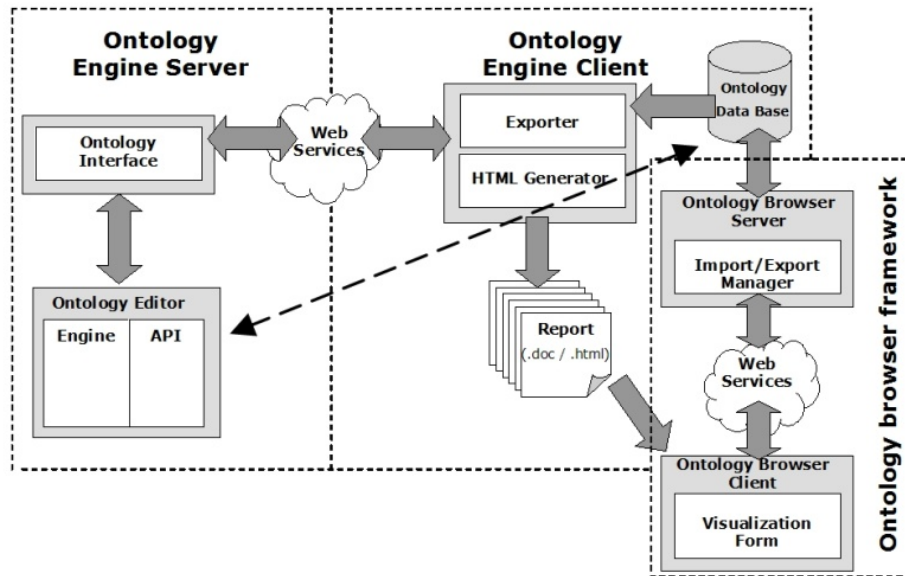 Ontology
Engine Server
Ontology
Engine Client
Ontology
Data Base
Ontology
Interface
Web
Services
Exporter
HTML Generator
Ontology Browser
Server
Import/Export
Manager
Ontology Editor
Engine
API
Report
(.doc / .html)
Web
Services
Ontology Browser
Client
Visualization
Form
Ontology browser framework